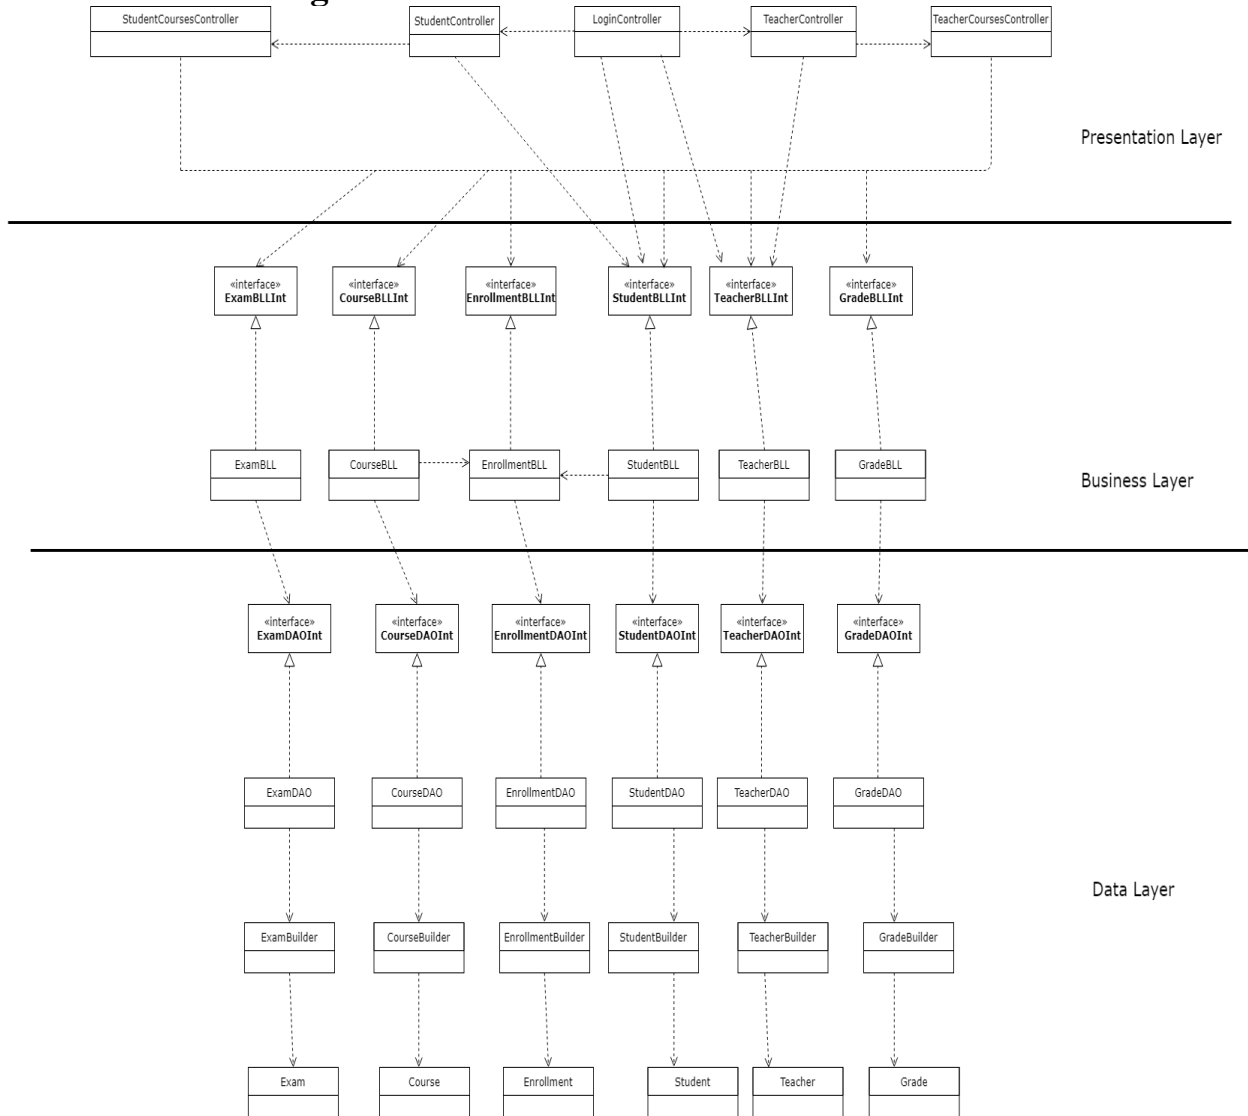 g
StudentCoursesController
StudentController
LoginController
TeacherController
TeacherCoursesController
Presentation Layer
«interface»
ExamBLLInt
«interface»
CourseBLLInt
«interface»
EnrollmentBLLInt
«interface»
StudentBLLInt
«interface»
TeacherBLLInt
«interface»
GradeBLLInt
ExamBLL
CourseBLL
EnrollmentBLL
StudentBLL
TeacherBLL
GradeBLL
Business Layer
«interface»
ExamDAOInt
«interface»
CourseDAOInt
«interface»
EnrollmentDAOInt
«interface»
StudentDAOInt
«interface»
TeacherDAOInt
«interface»
GradeDAOInt
ExamDAO
CourseDAO
EnrollmentDAO
StudentDAO
TeacherDAO
GradeDAO
Data Layer
ExamBuilder
CourseBuilder
EnrollmentBuilder
StudentBuilder
TeacherBuilder
GradeBuilder
Exam
Course
Enrollment
Student
Teacher
Grade